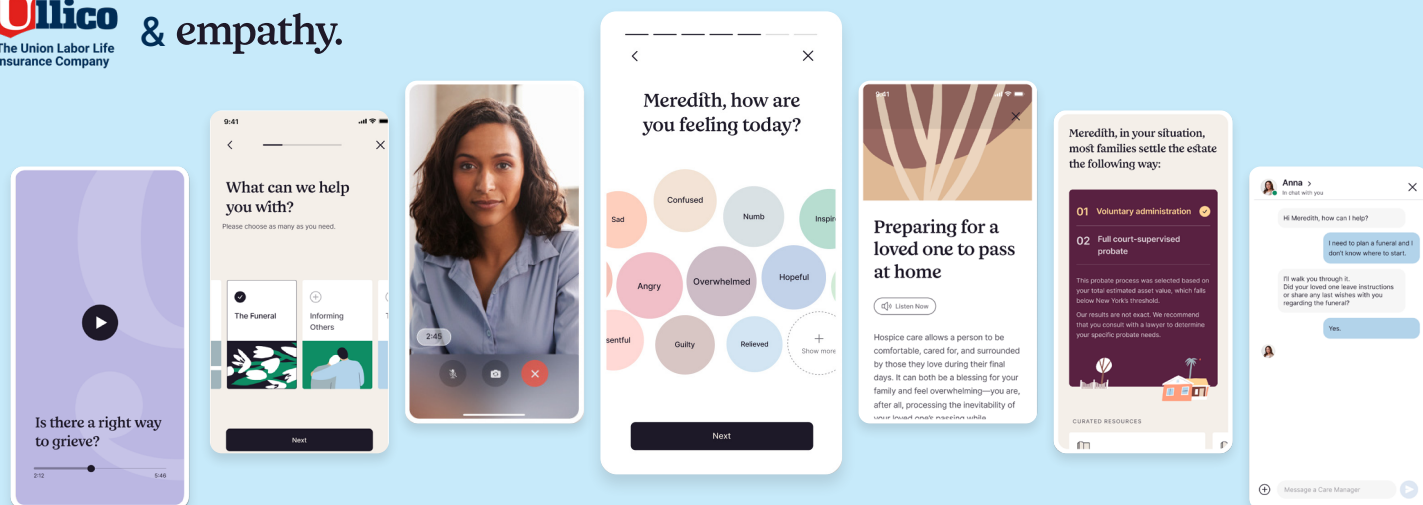 Ullico
The Union Labor Life
Insurance Company
& empathy.
Is there a right way
to grieve?
2:12
5:46
9:41
What can we help
you with?
Please choose as many as you need.
The Funeral
Informing
Others
Next
2:45
Meredith, how are
you feeling today?
Sad
Confused
Numb
Inspir
Angry
Overwhelmed
Hopeful
sentful
Guilty
Relieved
Show more
Next
9:41
Preparing for a
loved one to pass
at home
Listen Now
Hospice care allows a person to be
comfortable, cared for, and surrounded
by those they love during their final
days. It can both be a blessing for your
family and feel overwhelming—you are,
after all, processing the inevitability of
your loved one's passing while
Meredith, in your situation,
most families settle the estate
the following way:
01 Voluntary administration
02 Full court-supervised
probate
This probate process was selected based on
your total estimated asset value, which falls
below New York's threshold.
Our results are not exact. We recommend
that you consult with a lawyer to determine
your specific probate needs.
CURATED RESOURCES
Anna >
In chat with you
Hi Meredith, how can I help?
I need to plan a funeral and I
don't know where to start.
I'll walk you through it.
Did your loved one leave instructions
or share any last wishes with you
regarding the funeral?
Yes.
Message a Care Manager